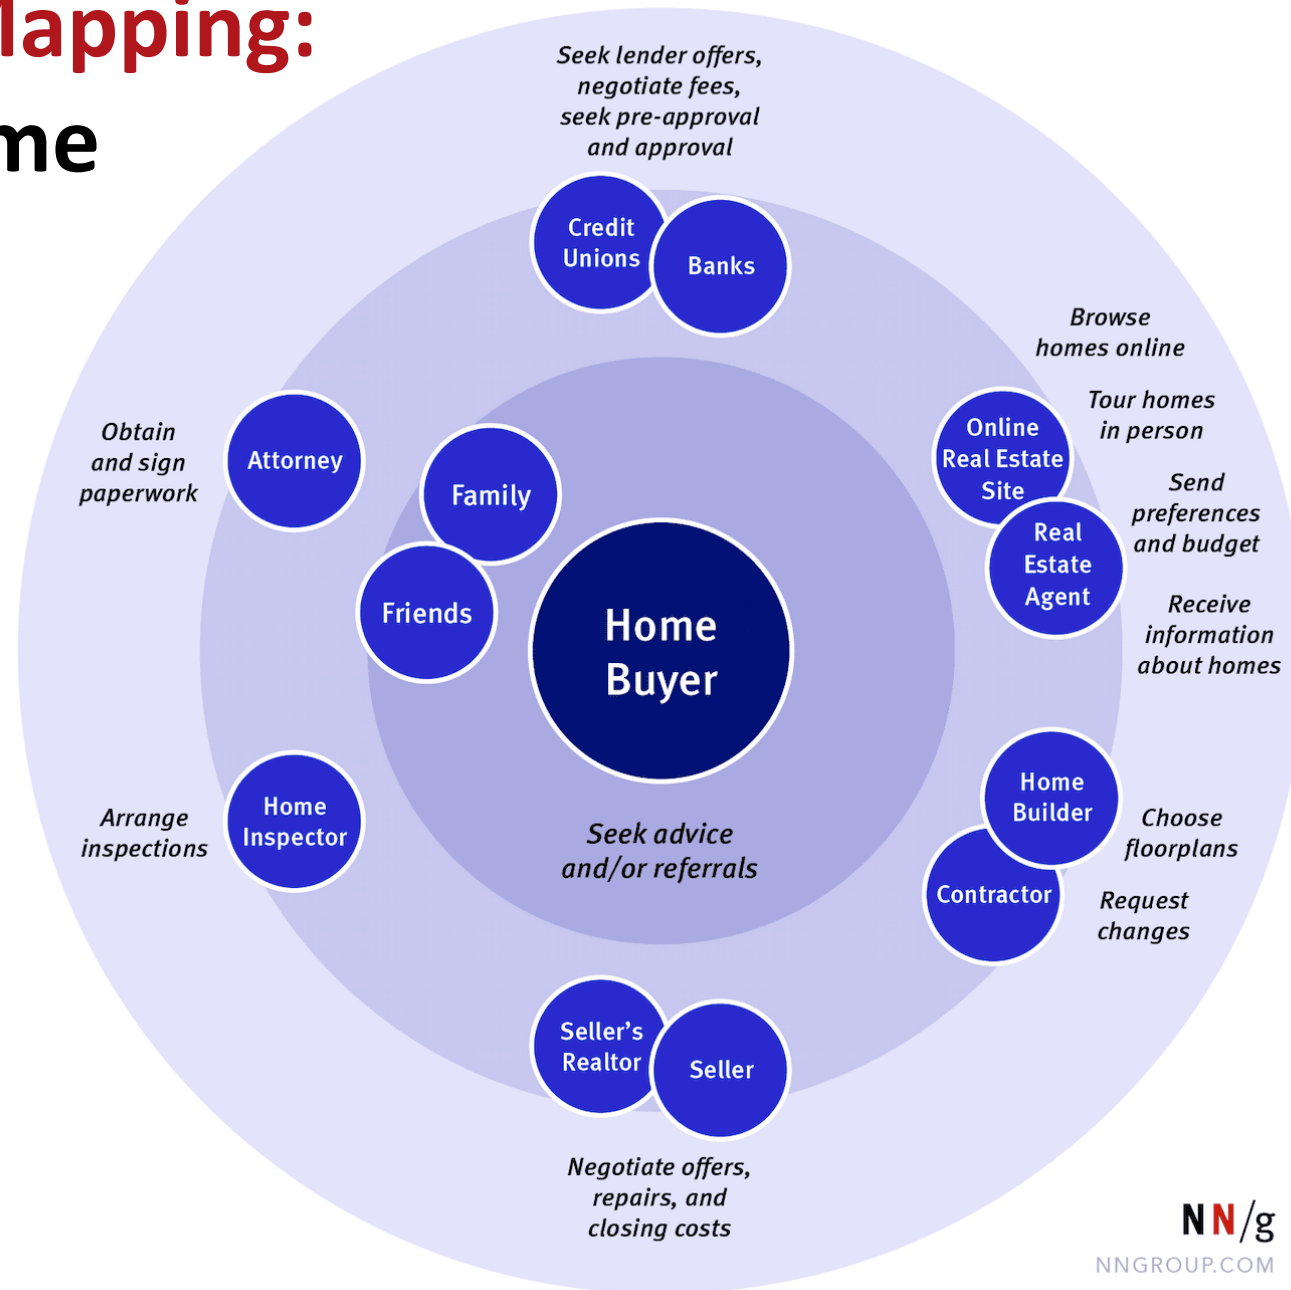 Mapping:
me
Seek lender offers,
negotiate fees,
seek pre-approval
and approval
Credit
Unions
Banks
Browse
homes online
Tour homes
in person
Send
preferences
and budget
Receive
information
about homes
Online
Real Estate
Site
Real
Estate
Agent
Obtain
and sign
paperwork
Attorney
Family
Friends
Home
Buyer
Seek advice
and/or referrals
Arrange
inspections
Home
Inspector
Home
Builder
Contractor
Choose
floorplans
Request
changes
Seller’s
Realtor
Seller
Negotiate offers,
repairs, and
closing costs
NN/g
NNGROUP.COM